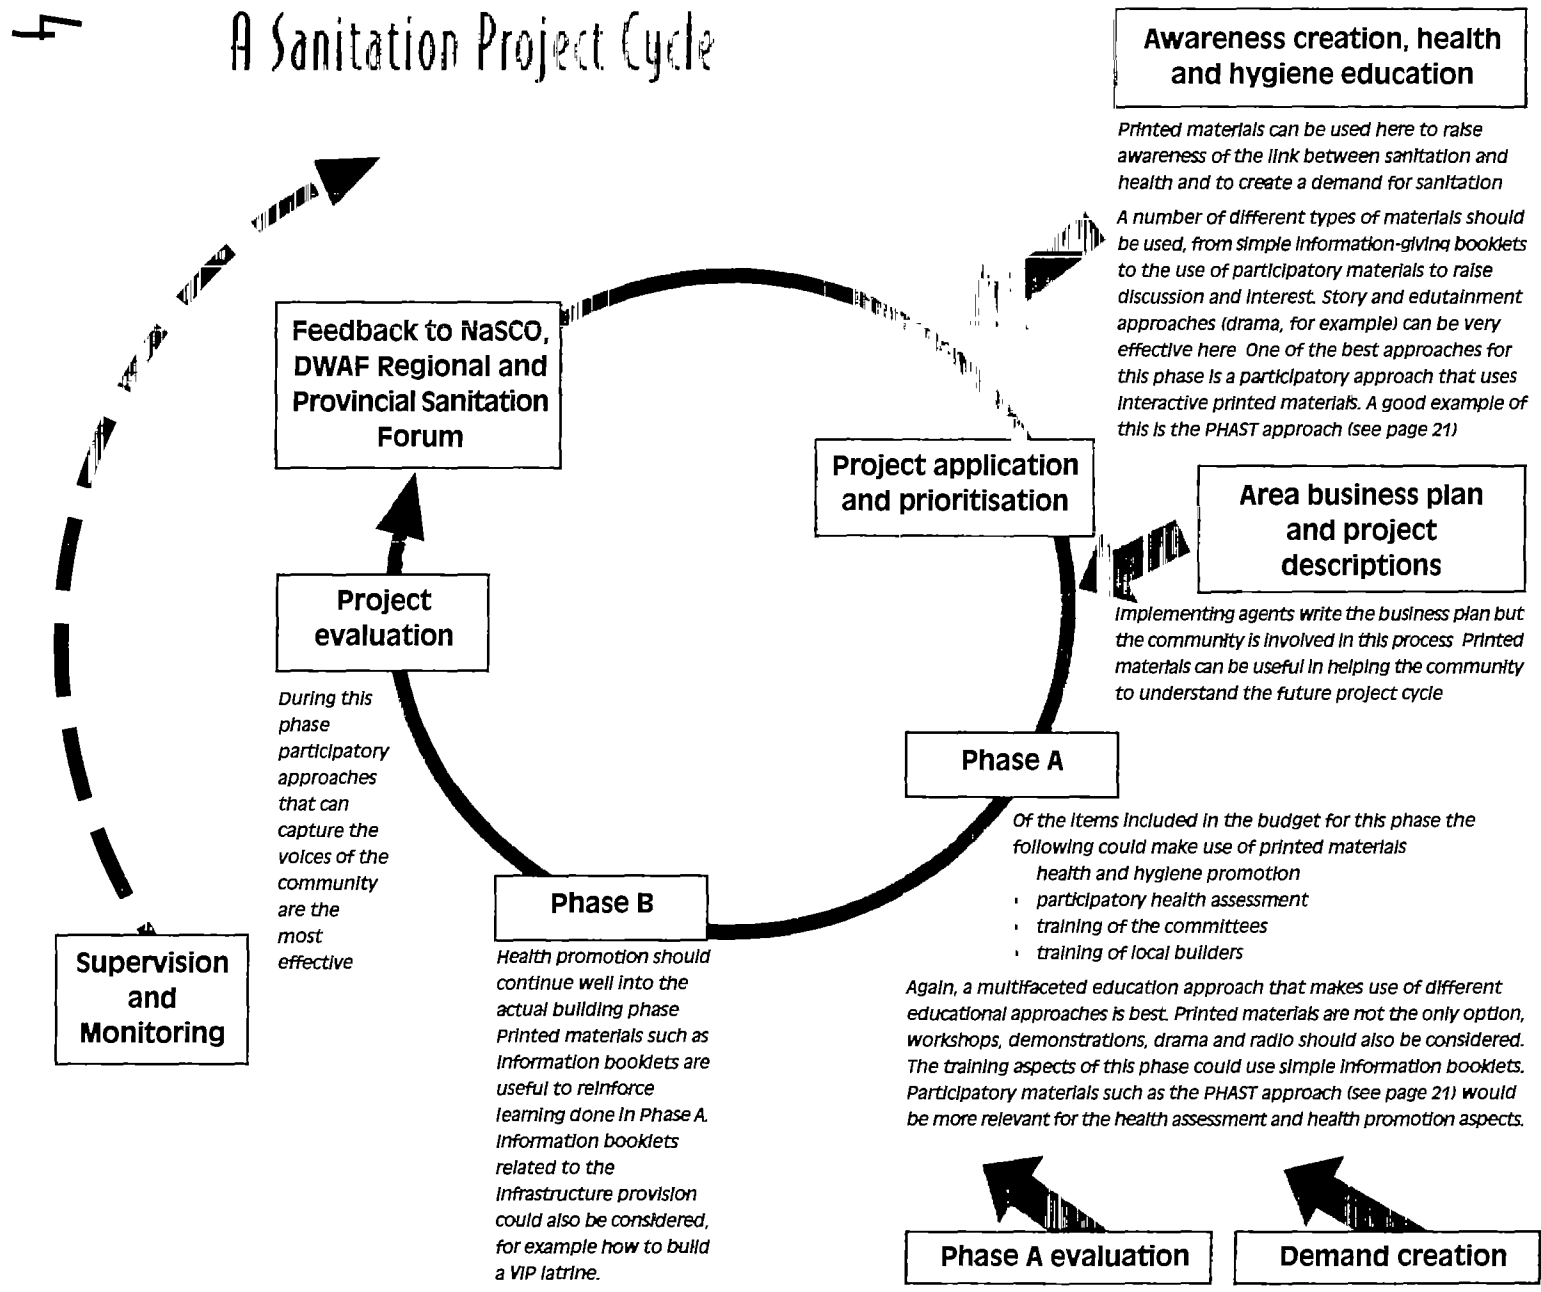 A Sanitation Project Cycle
Awareness creation, health
and hygiene education
Printed materials can be used here to raise
awareness of the link between sanitation and
health and to create a demand for sanitation
A number of different types of materials should
be used, from simple information-giving booklets
to the use of participatory materials to raise
discussion and interest. Story and edutainment
approaches (drama, for example) can be very
effective here One of the best approaches for
this phase is a participatory approach that uses
interactive printed materials. A good example of
this is the PHAST approach (see page 21)
Feedback to NaSCO,
DWAF Regional and
Provincial Sanitation
Forum
Project application
and prioritisation
Area business plan
and project
descriptions
Implementing agents write the business plan but
the community is involved in this process Printed
materials can be useful in helping the community
to understand the future project cycle
Project
evaluation
During this
phase
participatory
approaches
that can
capture the
voices of the
community
are the
most
effective
Phase A
Of the items included in the budget for this phase the
following could make use of printed materials
health and hygiene promotion
· participatory health assessment
· training of the committees
· training of local builders
Again, a multifaceted education approach that makes use of different
educational approaches is best. Printed materials are not the only option,
workshops, demonstrations, drama and radio should also be considered.
The training aspects of this phase could use simple information booklets.
Participatory materials such as the PHAST approach (see page 21) would
be more relevant for the health assessment and health promotion aspects.
Phase B
Health promotion should
continue well into the
actual building phase
Printed materials such as
information booklets are
useful to reinforce
learning done in Phase A.
Information booklets
related to the
infrastructure provision
could also be considered,
for example how to build
a VIP latrine.
Supervision
and
Monitoring
Phase A evaluation
Demand creation